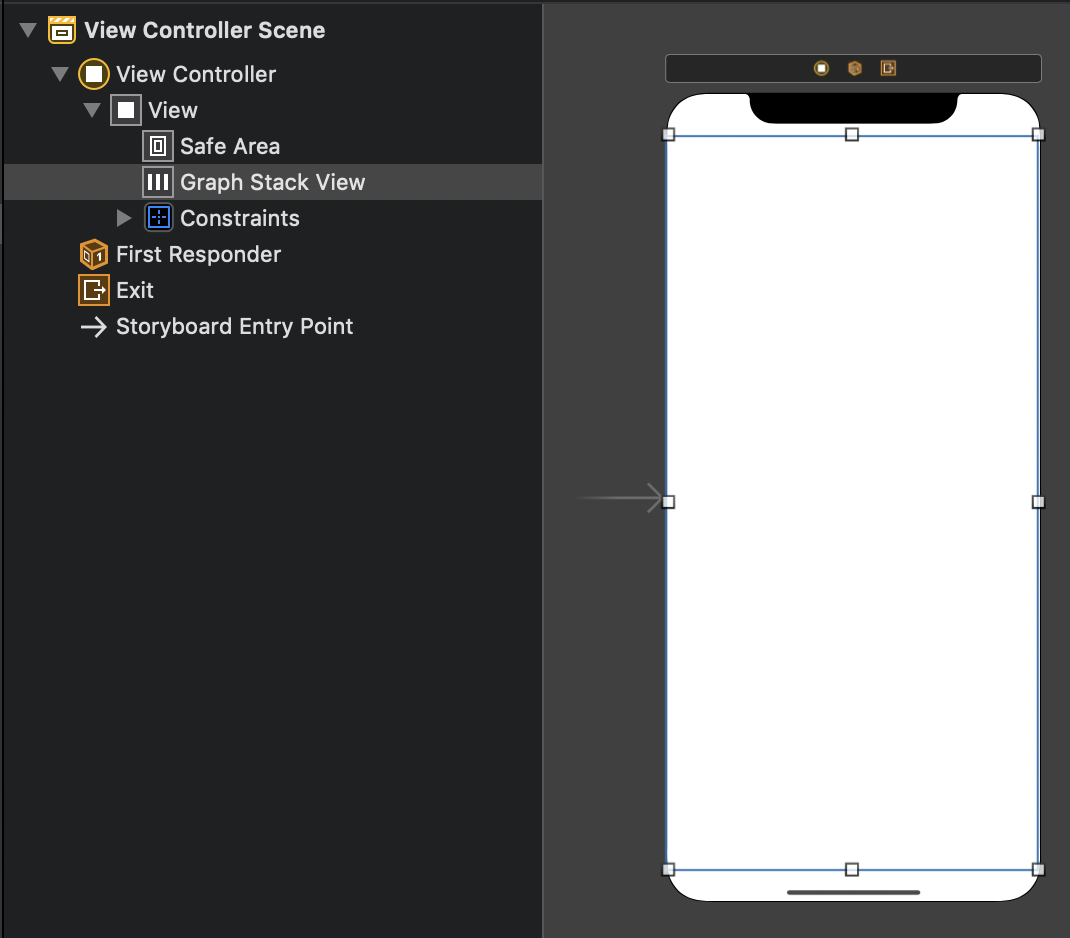 View Controller Scene
View Controller
View
Safe Area
Graph Stack View
Constraints
First Responder
Exit
Storyboard Entry Point